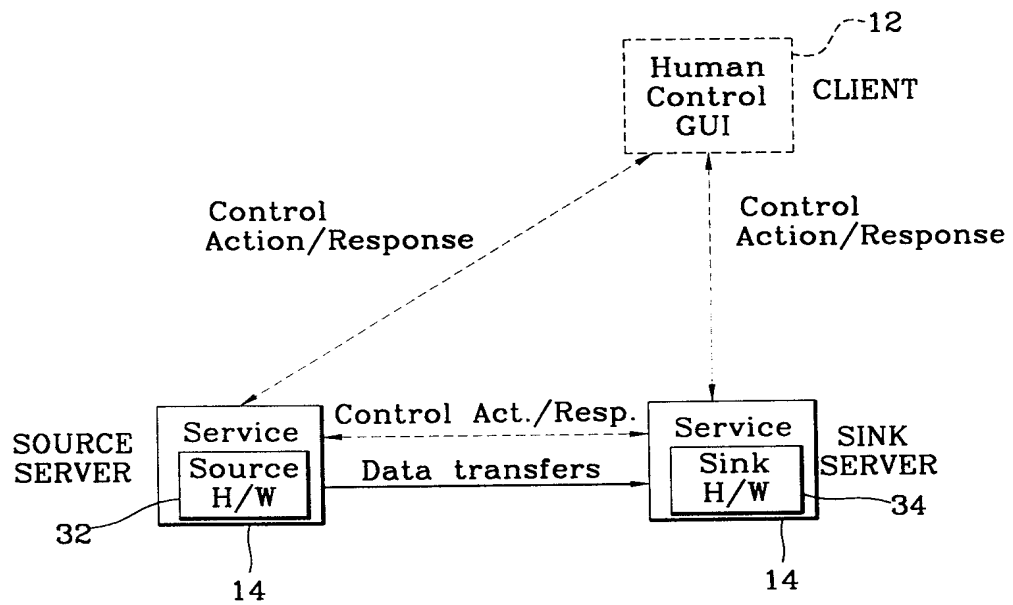 12
Human
Control
GUI
CLIENT
Control
Action/Response
Control
Action/Response
SOURCE
SERVER
Service
Source
H/W
Control Act./Resp.
Data transfers
Service
Sink
H/W
SINK
SERVER
32
34
14
14